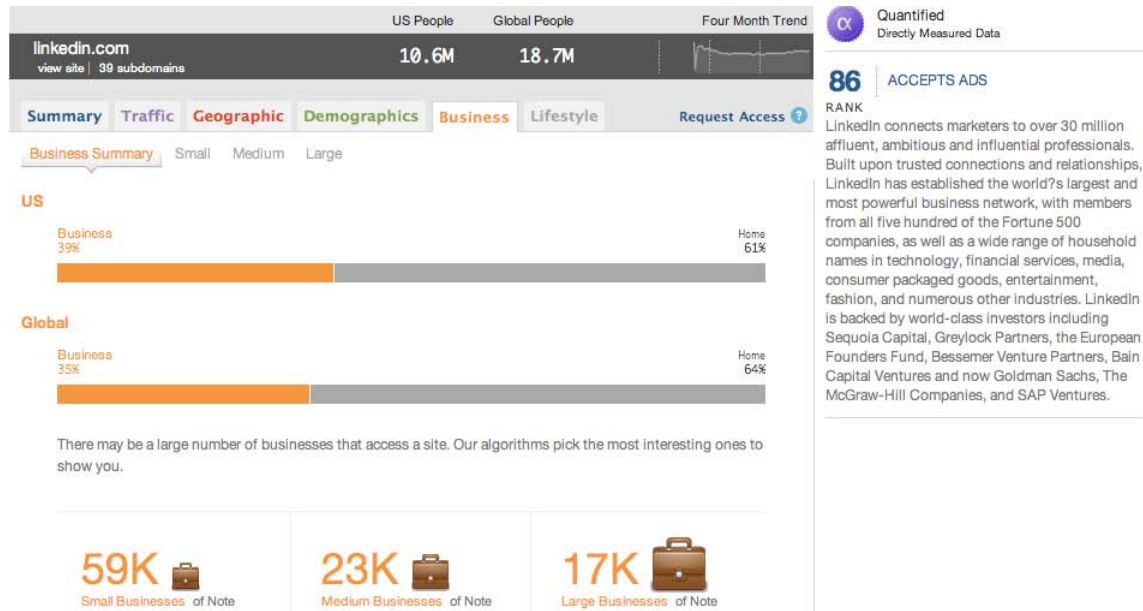 US People Global People Four Month Trend
linkedin.com 10.6M 18.7M
view site | 39 subdomains
Summary Traffic Geographic Demographics Business Lifestyle Request Access ?
Business Summary Small Medium Large
US
Business Home
39% 61%
Global
Business Home
35% 64%
There may be a large number of businesses that access a site. Our algorithms pick the most interesting ones to
show you.
59K 23K 17K
Small Businesses of Note Medium Businesses of Note Large Businesses of Note
α
Quantified
Directly Measured Data
86 ACCEPTS ADS
RANK
LinkedIn connects marketers to over 30 million
affluent, ambitious and influential professionals.
Built upon trusted connections and relationships,
LinkedIn has established the world?s largest and
most powerful business network, with members
from all five hundred of the Fortune 500
companies, as well as a wide range of household
names in technology, financial services, media,
consumer packaged goods, entertainment,
fashion, and numerous other industries. LinkedIn
is backed by world-class investors including
Sequoia Capital, Greylock Partners, the European
Founders Fund, Bessemer Venture Partners, Bain
Capital Ventures and now Goldman Sachs, The
McGraw-Hill Companies, and SAP Ventures.